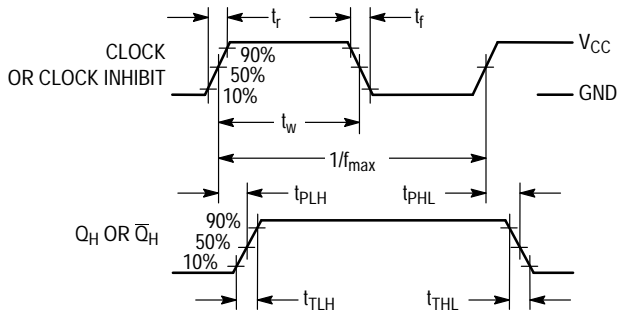 tr
tf
CLOCK
OR CLOCK INHIBIT
90%
50%
10%
VCC
GND
tw
1/fmax
tPLH
tPHL
QH OR Q̅H
90%
50%
10%
tTLH
tTHL